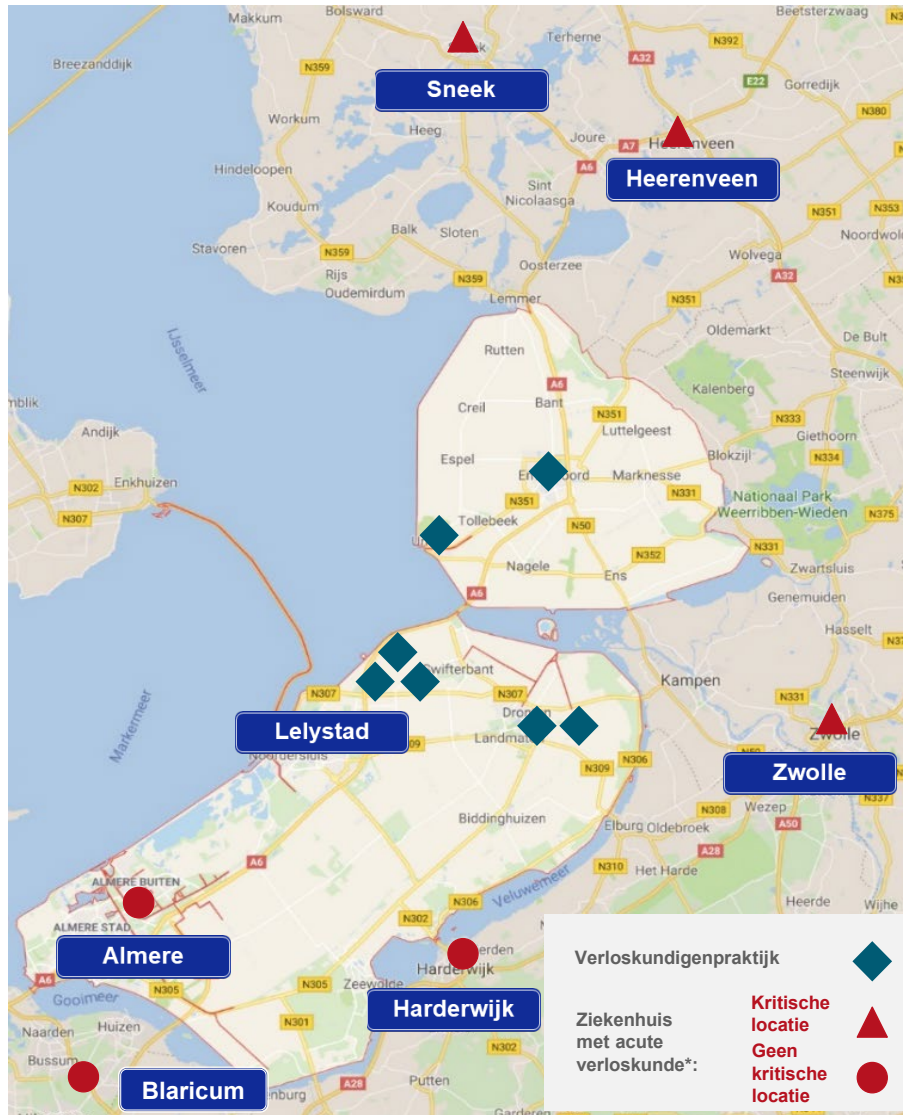 Makkum
Bolsward
Beetsterzwaag
Breezanddijk
N359
Terherne
N392
A32
Sneek
E22
Gorredijk
Workum
Heeg
Joure
A7
Heerenveen
N380
A6
Hindeloopen
Heerenveen
Koudum
Sint
Nicolaasga
N351
N353
Balk
Sloten
Noordwol
Stavoren
N359
Wolvega
Rijs
Oosterzee
A32
Oudemirdum
N359
Lemmer
N351
IJsselmeer
Oldemarkt
De Bult
Rutten
Steenwijk
A6
Kalenberg
Creil
Bant
N351
N333
Andijk
Luttelgeest
Giethoorn
Espel
Blokzijl
N334
Enkhuizen
Marknesse
N302
N351
N331
Nationaal Park
Weerribben-Wieden
N375
N307
Tollebeek
N50
N352
N331
Nagele
Ens
Zwartsluis
A6
Genemuiden
Hasselt
Swifterbant
Kampen
N307
N307
N331
Markermeer
Lelystad
Landmaten
Zwolle
N306
N309
Zwolle
N337
N308
Wezep
Biddinghuizen
Elburg
Oldebroek
A50
A6
A28
N310
Het Harde
ALMERE BUITEN
Veluwemeer
N306
Heerde
Wijhe
N302
ALMERE STAD
Almere
Harderwijk
A6
Zeewolde
Harderwijk
N305
N305
Gooimeer
N301
Naarden
Huizen
N302
Bussum
Blaricum
A28
Putten
Garderen
Verloskundigenpraktijk
Ziekenhuis
met acute
verloskunde*:
Kritische
locatie
Geen
kritische
locatie